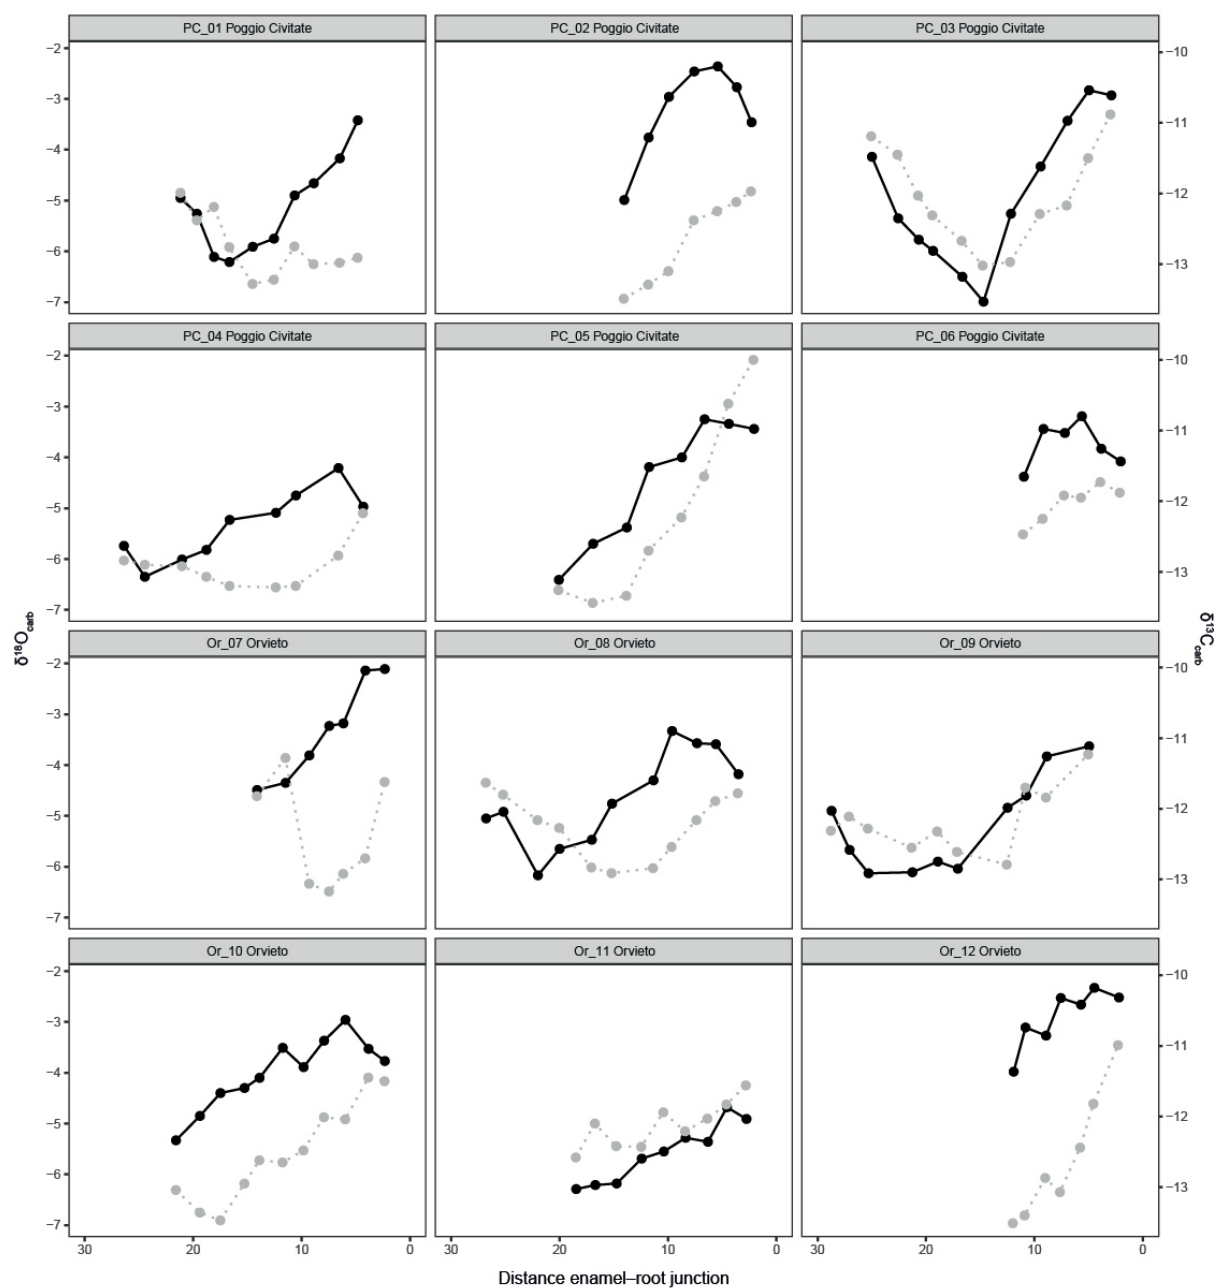 PC_01 Poggio Civitate
PC_02 Poggio Civitate
PC_03 Poggio Civitate
−2
−3
−4
−5
−6
−7
−10
−11
−12
−13
PC_04 Poggio Civitate
PC_05 Poggio Civitate
PC_06 Poggio Civitate
−2
−3
−4
−5
−6
−7
−10
−11
−12
−13
δ¹⁸O carb
δ¹³C carb
Or_07 Orvieto
Or_08 Orvieto
Or_09 Orvieto
−2
−3
−4
−5
−6
−7
−10
−11
−12
−13
Or_10 Orvieto
Or_11 Orvieto
Or_12 Orvieto
−2
−3
−4
−5
−6
−7
−10
−11
−12
−13
30 20 10 0
30 20 10 0
30 20 10 0
Distance enamel–root junction